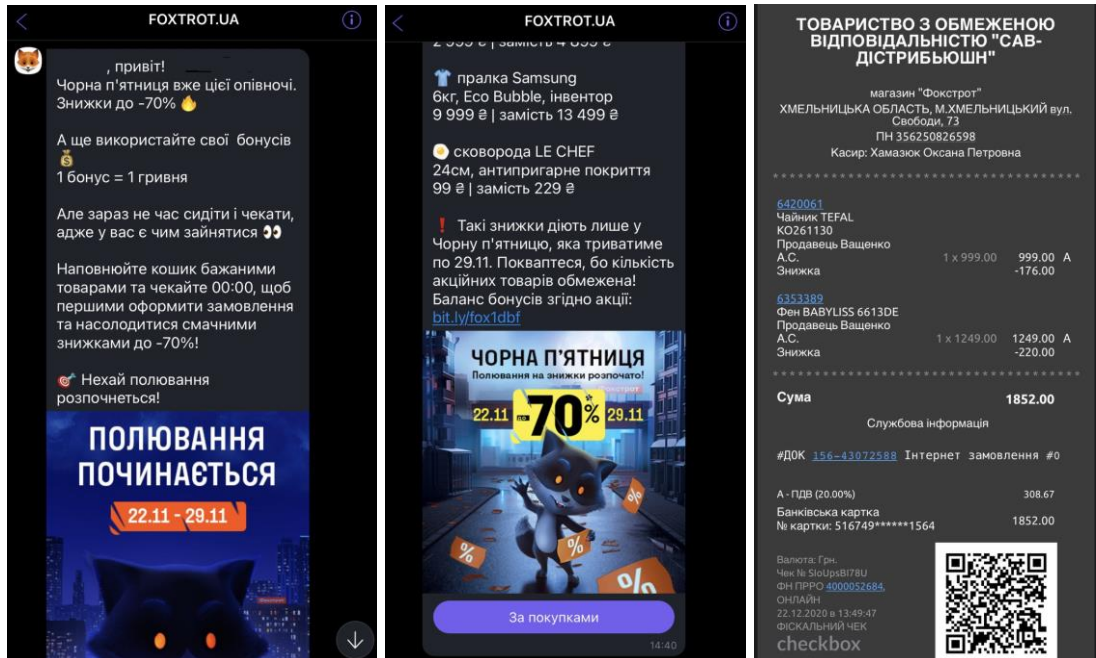 FOXTROT.UA
, привіт!
Чорна п'ятниця вже цієї опівночі.
Знижки до -70% 🔥
А ще використайте свої бонусів
💰
1 бонус = 1 гривня
Але зараз не час сидіти і чекати,
адже у вас є чим зайнятися 👀
Наповнюйте кошик бажаними
товарами та чекайте 00:00, щоб
першими оформити замовлення
та насолодитися смачними
знижками до -70%!
🎯 Нехай полювання
розпочнеться!
ПОЛЮВАННЯ
ПОЧИНАЄТЬСЯ
22.11 - 29.11
FOXTROT.UA
2 999 ₴ | замість 4 899 ₴
👕 пралка Samsung
6кг, Eco Bubble, інвентор
9 999 ₴ | замість 13 499 ₴
🍳 сковорода LE CHEF
24см, антипригарне покриття
99 ₴ | замість 229 ₴
❗ Такі знижки діють лише у
Чорну п'ятницю, яка триватиме
по 29.11. Покваптеся, бо кількість
акційних товарів обмежена!
Баланс бонусів згідно акції:
bit.ly/fox1dbf
ЧОРНА П'ЯТНИЦЯ
Полювання на знижки розпочато!
22.11 до -70% 29.11
%
%
%
%
За покупками
14:40
ТОВАРИСТВО З ОБМЕЖЕНОЮ
ВІДПОВІДАЛЬНІСТЮ "САВ-
ДІСТРИБЬЮШН"
магазин "Фокстрот"
ХМЕЛЬНИЦЬКА ОБЛАСТЬ, М.ХМЕЛЬНИЦЬКИЙ вул.
Свободи, 73
ПН 356250826598
Касир: Хамазюк Оксана Петровна
6420061
Чайник TEFAL
KO261130
Продавець Ващенко
А.С. 1 x 999.00 999.00 А
Знижка -176.00
6353389
Фен BABYLISS 6613DE
Продавець Ващенко
А.С. 1 x 1249.00 1249.00 А
Знижка -220.00
Сума 1852.00
Службова інформація
#ДОК 156-43072588 Інтернет замовлення #0
А - ПДВ (20.00%) 308.67
Банківська картка
№ картки: 516749******1564 1852.00
Валюта: Грн.
Чек № SloUpsBI78U
ФН ПРРО 4000052684,
ОНЛАЙН
22.12.2020 в 13:49:47
ФІСКАЛЬНИЙ ЧЕК
checkbox